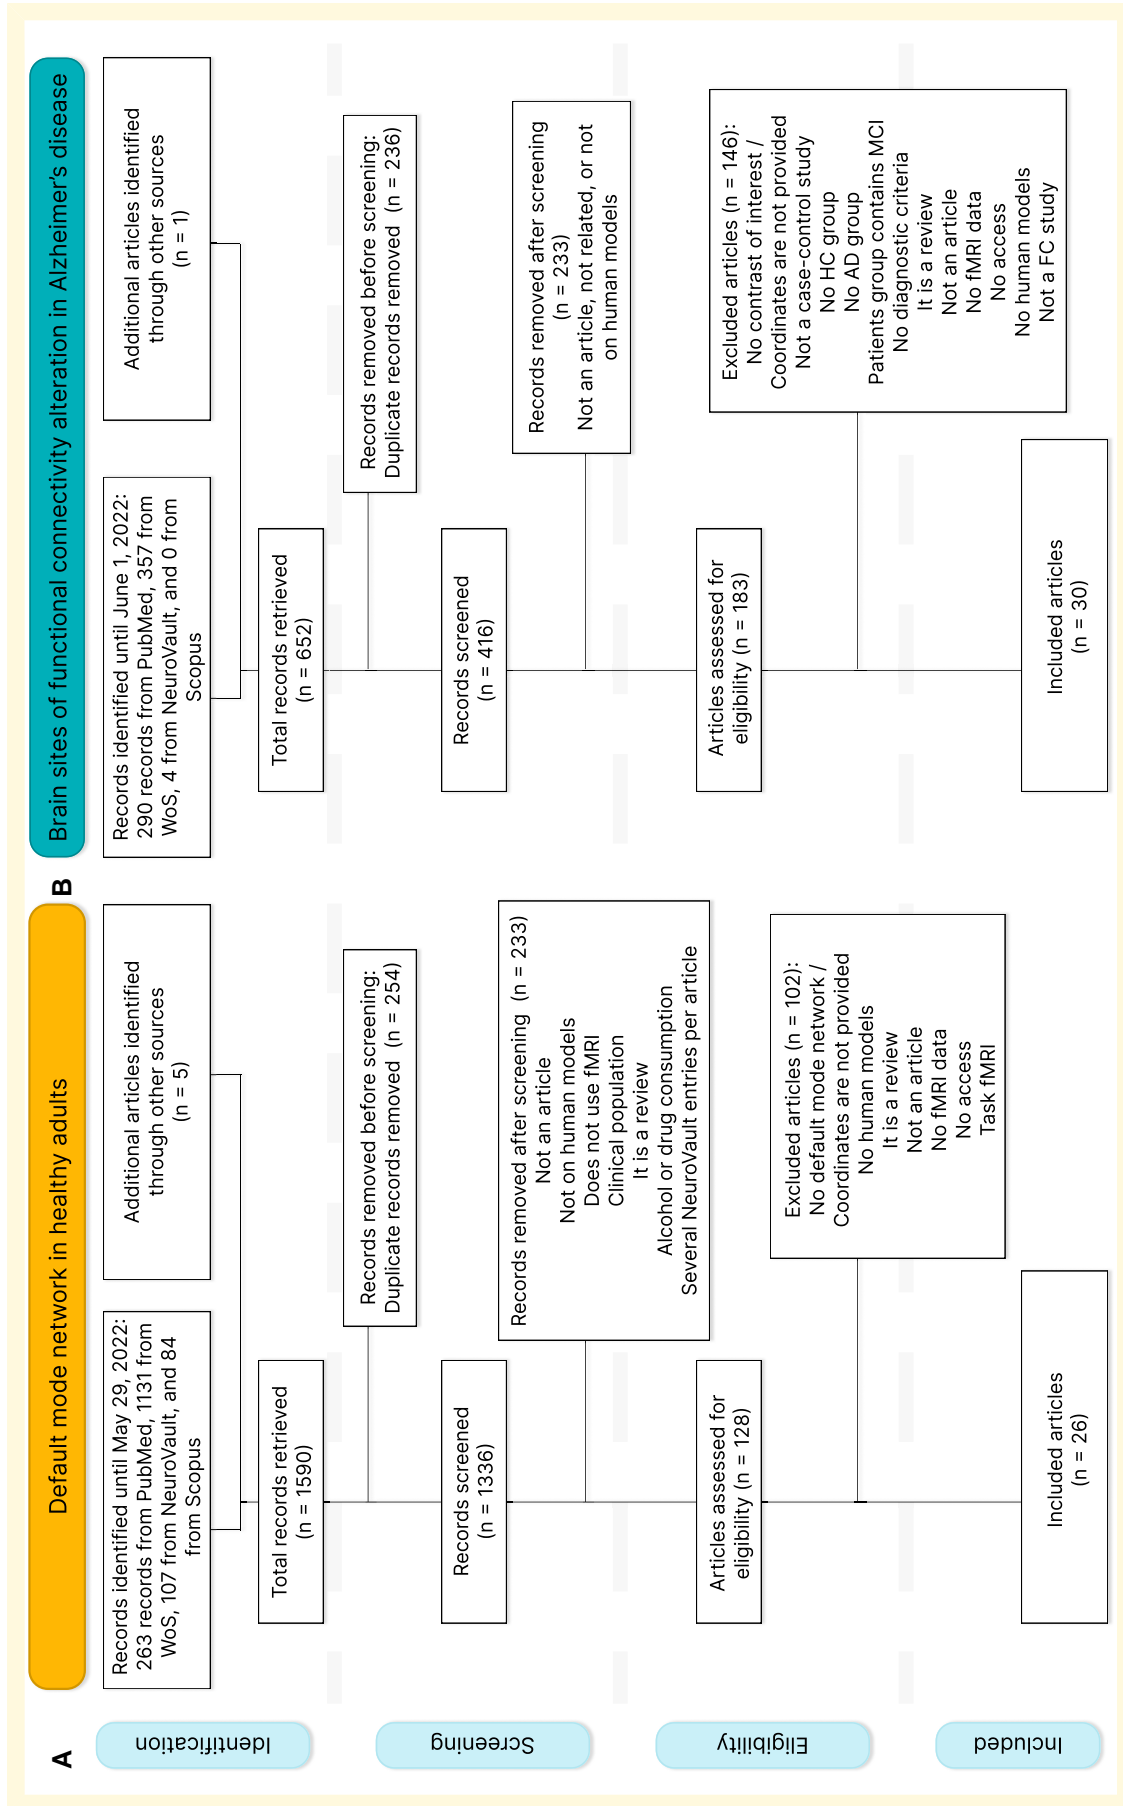 A
Default mode network in healthy adults
Identification
Records identified until May 29, 2022:
263 records from PubMed, 1131 from
WoS, 107 from NeuroVault, and 84
from Scopus
Additional articles identified
through other sources
(n = 5)
Total records retrieved
(n = 1590)
Records removed before screening:
Duplicate records removed (n = 254)
Screening
Records screened
(n = 1336)
Records removed after screening (n = 233)
Not an article
Not on human models
Does not use fMRI
Clinical population
It is a review
Alcohol or drug consumption
Several NeuroVault entries per article
Eligibility
Articles assessed for
eligibility (n = 128)
Excluded articles (n = 102):
No default mode network /
Coordinates are not provided
No human models
It is a review
Not an article
No fMRI data
No access
Task fMRI
Included
Included articles
(n = 26)
B
Brain sites of functional connectivity alteration in Alzheimer's disease
Records identified until June 1, 2022:
290 records from PubMed, 357 from
WoS, 4 from NeuroVault, and 0 from
Scopus
Additional articles identified
through other sources
(n = 1)
Total records retrieved
(n = 652)
Records removed before screening:
Duplicate records removed (n = 236)
Records screened
(n = 416)
Records removed after screening
(n = 233)
Not an article, not related, or not
on human models
Articles assessed for
eligibility (n = 183)
Excluded articles (n = 146):
No contrast of interest /
Coordinates are not provided
Not a case-control study
No HC group
No AD group
Patients group contains MCI
No diagnostic criteria
It is a review
Not an article
No fMRI data
No access
No human models
Not a FC study
Included articles
(n = 30)